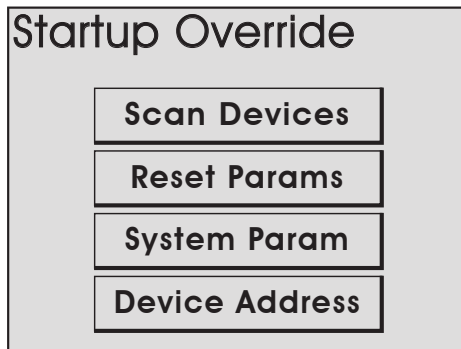 Startup Override
Scan Devices
Reset Params
System Param
Device Address